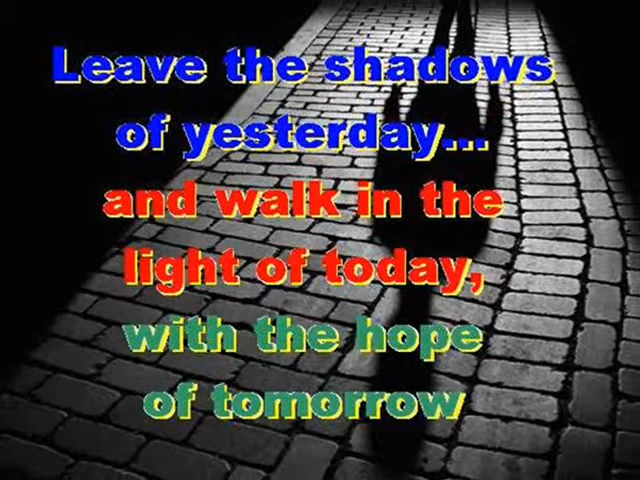 Leave the shadows
of yesterday...
and walk in the
light of today,
with the hope
of tomorrow